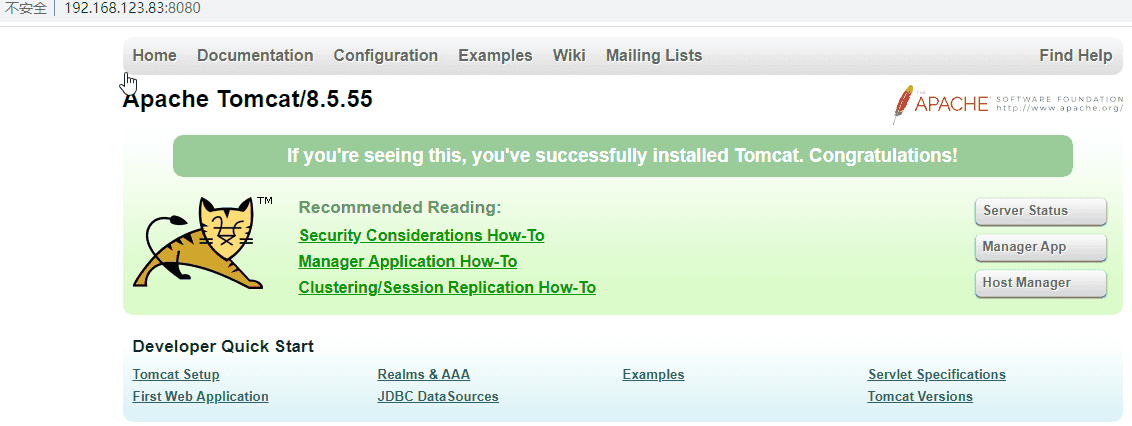 不安全 192.168.123.83:8080
Home Documentation Configuration Examples Wiki Mailing Lists Find Help
Apache Tomcat/8.5.55
THE
APACHE SOFTWARE FOUNDATION
http://www.apache.org/
If you're seeing this, you've successfully installed Tomcat. Congratulations!
TM
Recommended Reading:
Security Considerations How-To
Manager Application How-To
Clustering/Session Replication How-To
Server Status
Manager App
Host Manager
Developer Quick Start
Tomcat Setup Realms & AAA Examples Servlet Specifications
First Web Application JDBC DataSources Tomcat Versions